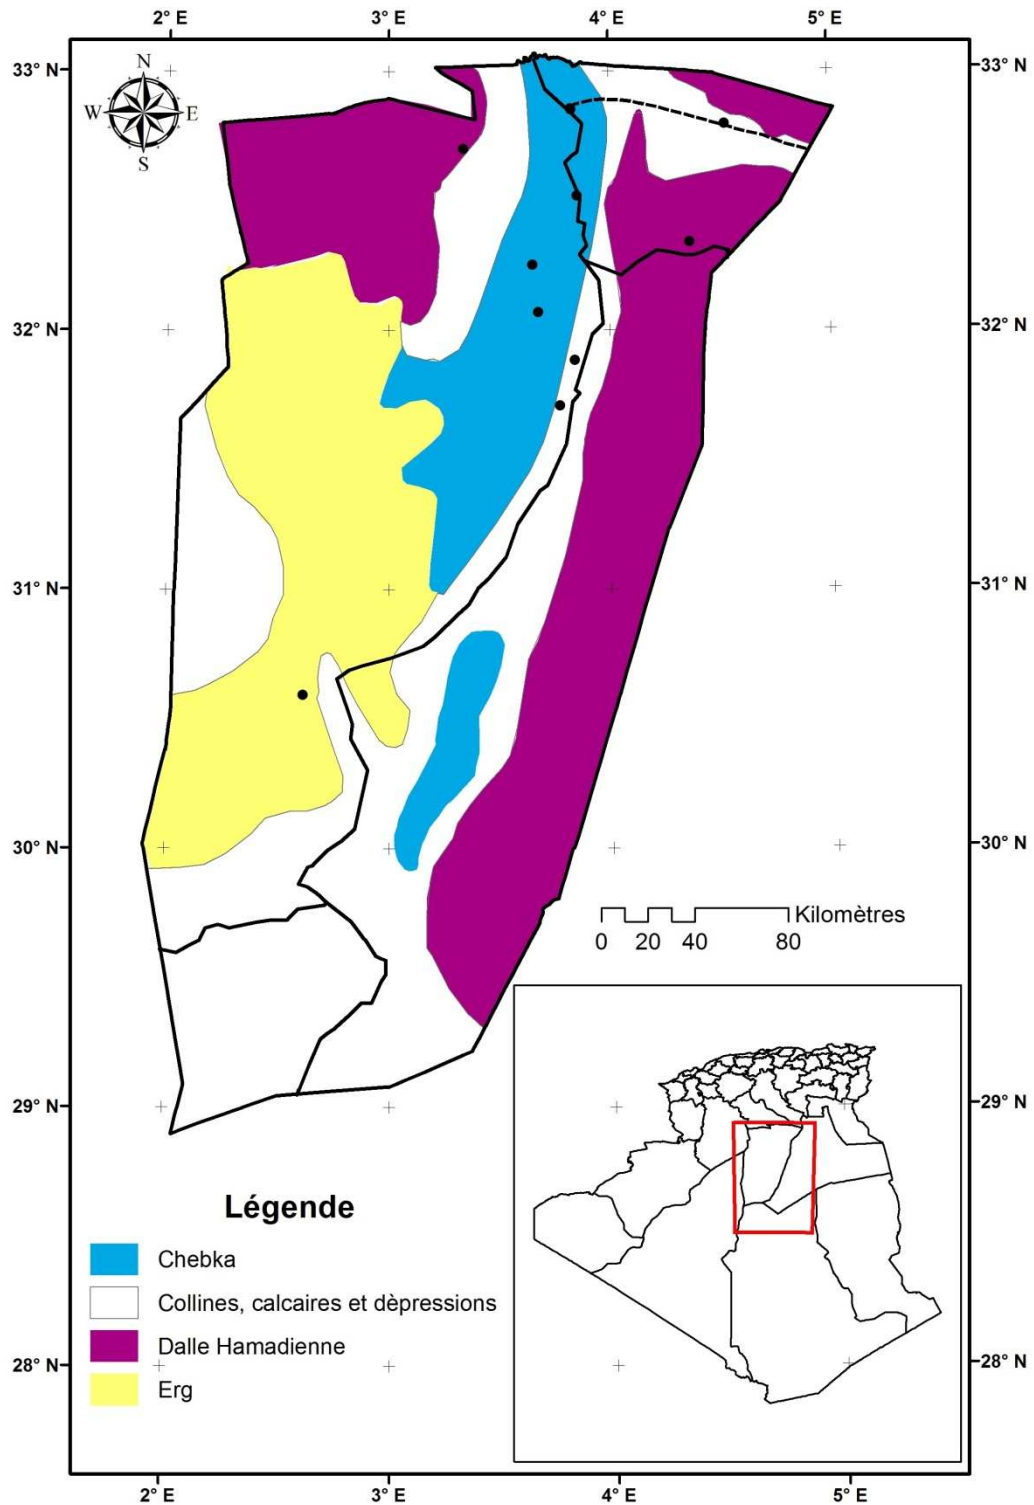 2° E 3° E 4° E 5° E
33° N 33° N
N
W E
S
32° N 32° N
31° N 31° N
30° N 30° N
Kilomètres
0 20 40 80
29° N 29° N
Légende
Chebka
Collines, calcaires et dèpressions
Dalle Hamadienne
Erg
28° N 28° N
2° E 3° E 4° E 5° E